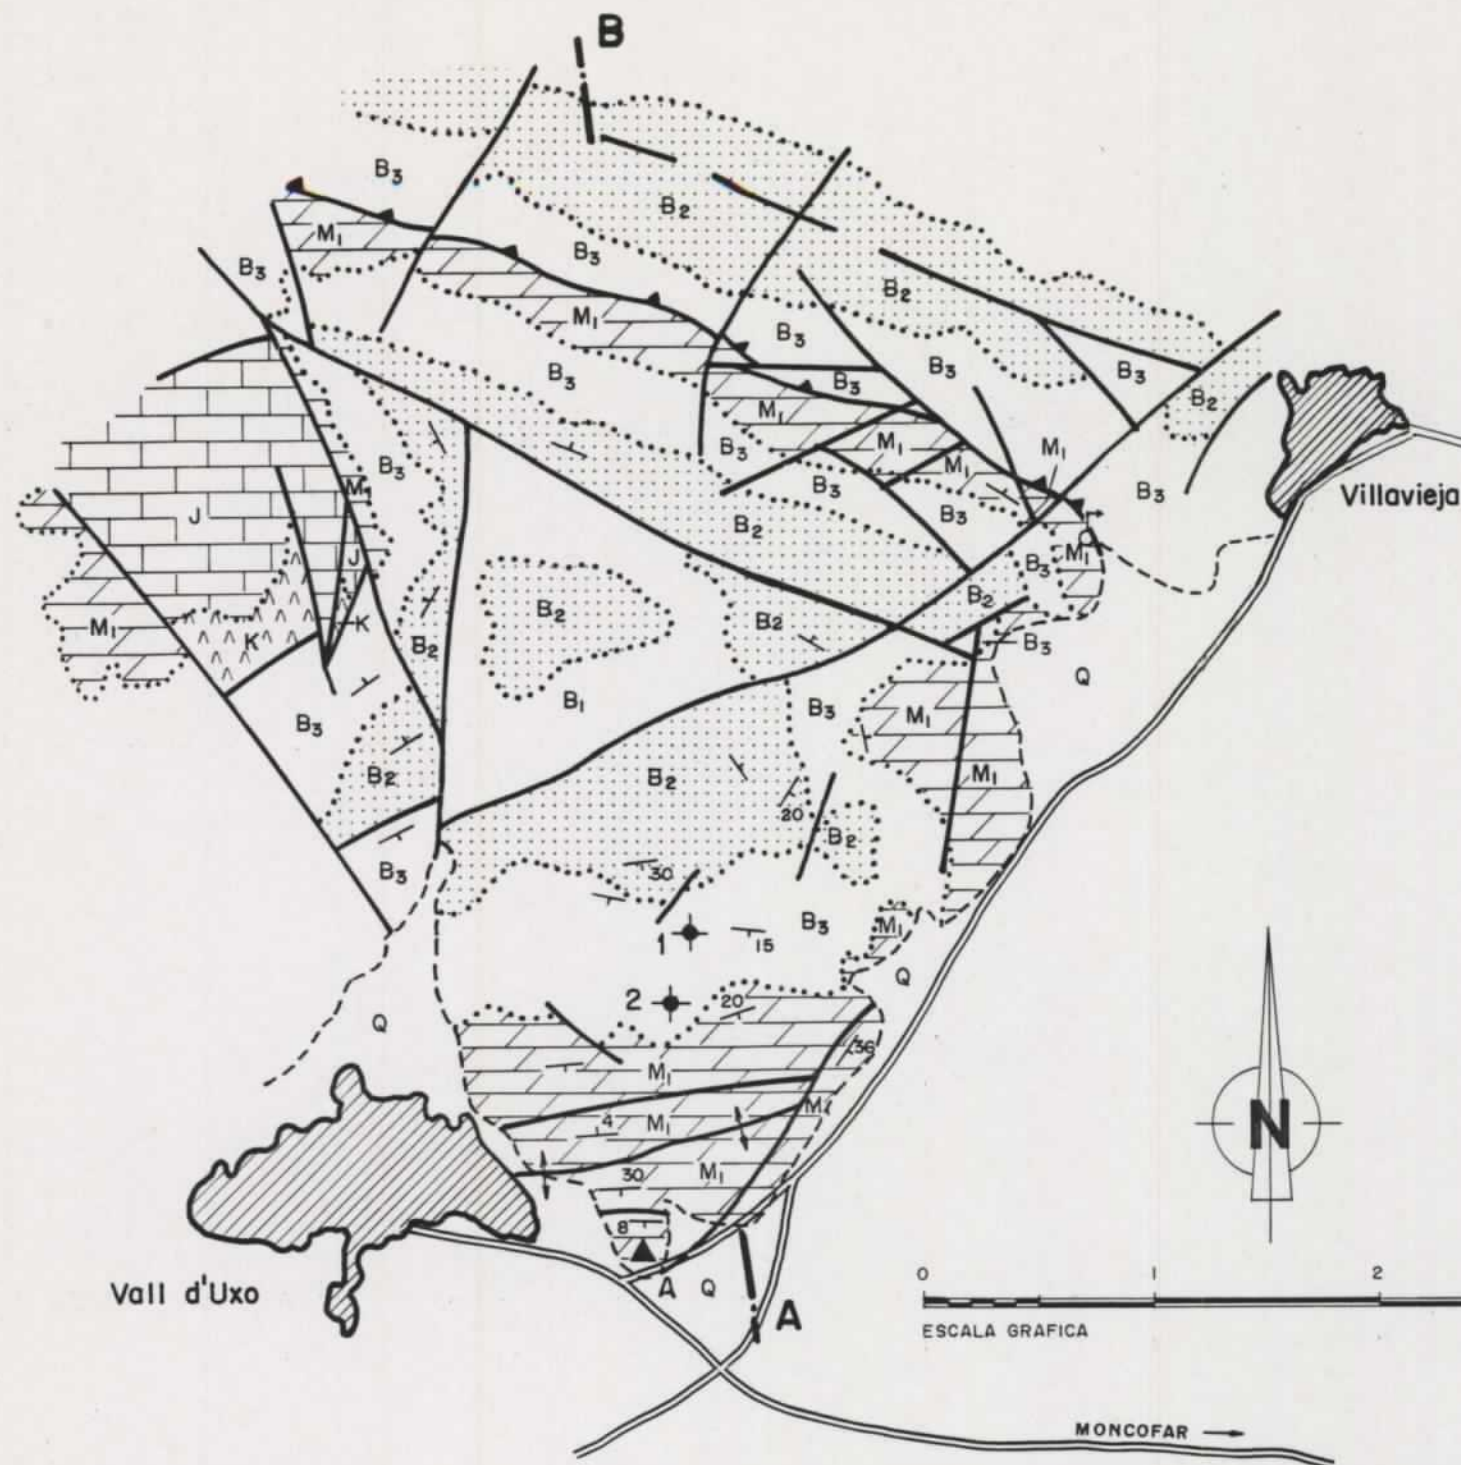 B
B₃
B₂
M₁
B₃
B₃
B₂
M₁
B₃
B₃
B₃
B₃
B₃
M₁
B₂
B₃
M₁
M₁
M₁
B₃
B₃
B₃
M
B₃
Villavieja
J
B₃
B₂
M₁
J
B₃
B₂
B₂
B₂
K
M₁
K
B₂
B₃
Q
B₁
B₃
B₃
M₁
B₂
B₂
M₁
20
B₂
30
B₃
1
15
B₃
M₁
Q
2
20
Q
36
M₁
M₁
4
M₁
30
M₁
8
A
Q
A
N
Vall d'Uxo
0 1 2
ESCALA GRAFICA
MONCOFAR